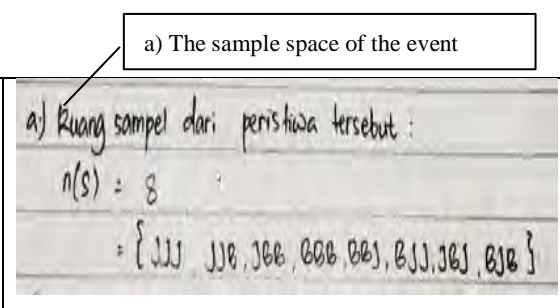 a) The sample space of the event
a) Ruang sampel dari peristiwa tersebut :
n(S) = 8
= { JJJ JJB, JBB, BBB, BBJ, BJJ, JBJ, BJB }